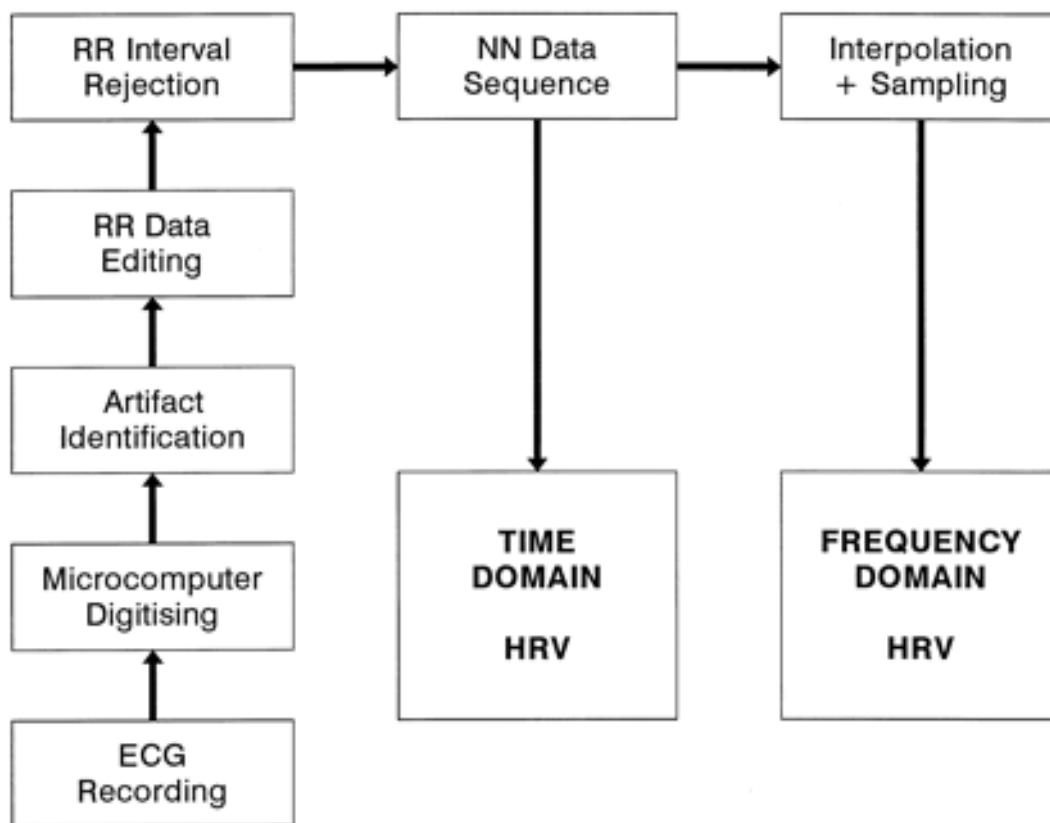 RR Interval
Rejection
NN Data
Sequence
Interpolation
+ Sampling
RR Data
Editing
Artifact
Identification
Microcomputer
Digitising
ECG
Recording
TIME
DOMAIN
HRV
FREQUENCY
DOMAIN
HRV